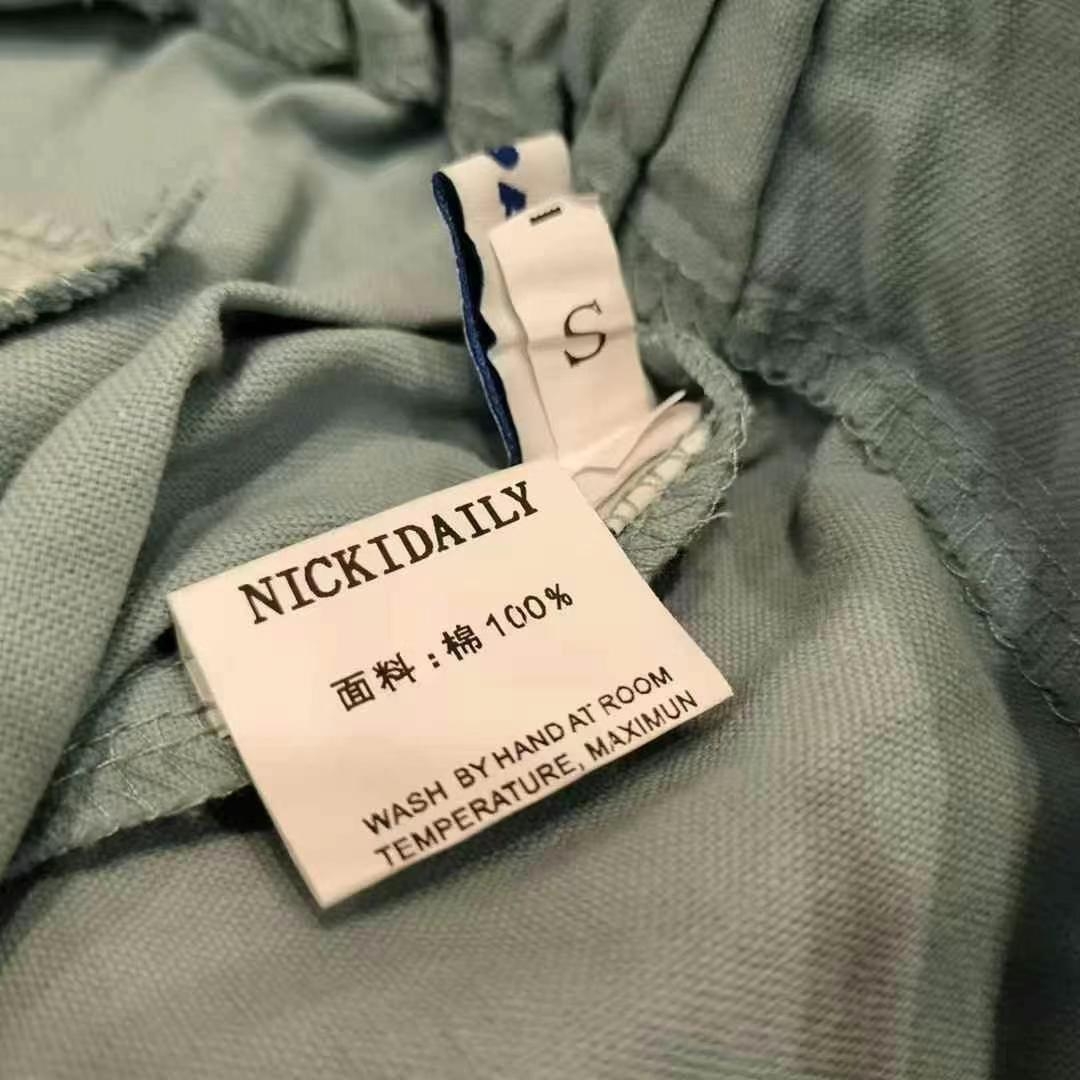 S
NICKIDAILY
面料:棉100%
WASH BY HAND AT ROOM
TEMPERATURE, MAXIMUN